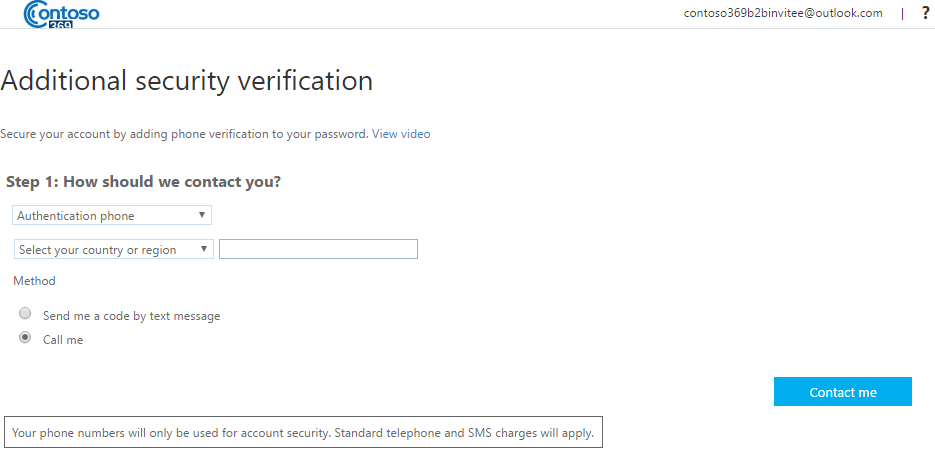 Contoso
369
contoso369b2binvitee@outlook.com | ?
Additional security verification
Secure your account by adding phone verification to your password. View video
Step 1: How should we contact you?
Authentication phone
Select your country or region
Method
Send me a code by text message
Call me
Contact me
Your phone numbers will only be used for account security. Standard telephone and SMS charges will apply.